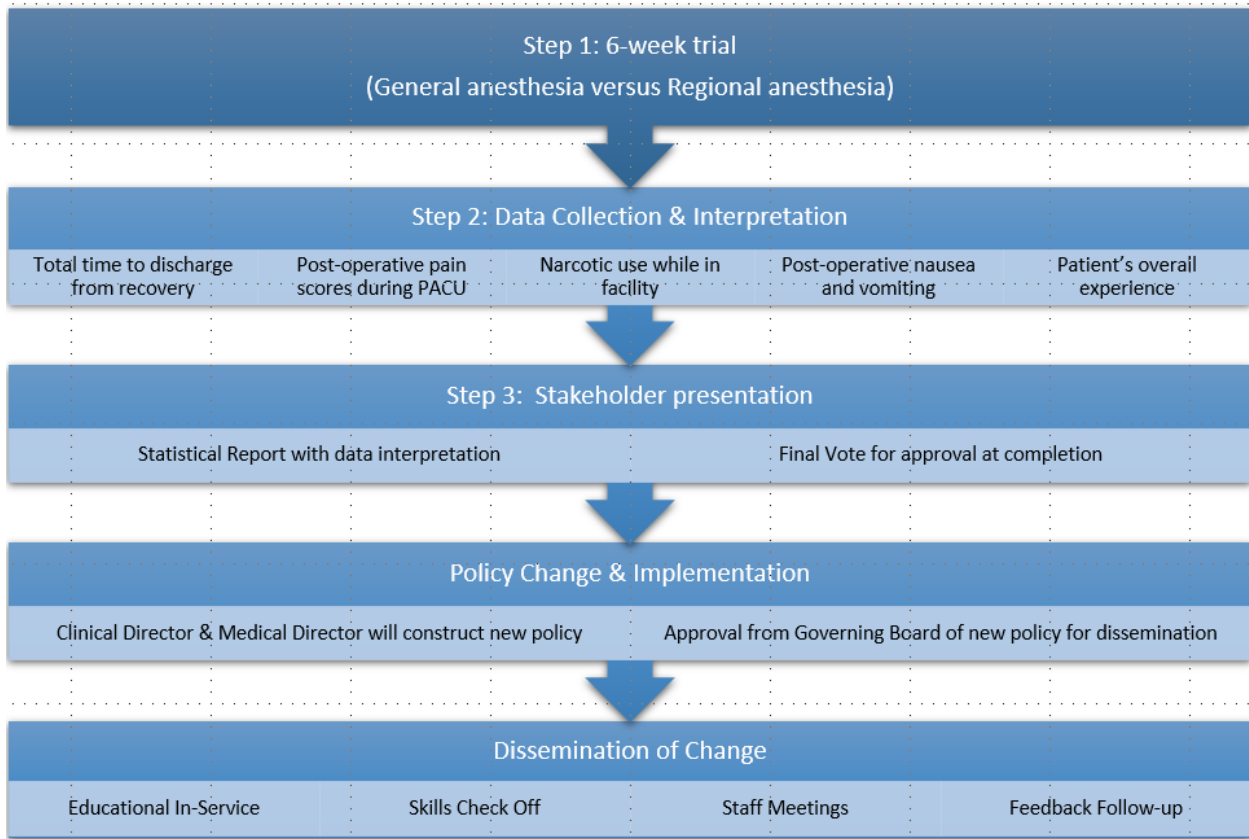 Step 1: 6-week trial
(General anesthesia versus Regional anesthesia)
Step 2: Data Collection & Interpretation
Total time to discharge
from recovery
Post-operative pain
scores during PACU
Narcotic use while in
facility
Post-operative nausea
and vomiting
Patient's overall
experience
Step 3:  Stakeholder presentation
Statistical Report with data interpretation
Final Vote for approval at completion
Policy Change & Implementation
Clinical Director & Medical Director will construct new policy
Approval from Governing Board of new policy for dissemination
Dissemination of Change
Educational In-Service
Skills Check Off
Staff Meetings
Feedback Follow-up